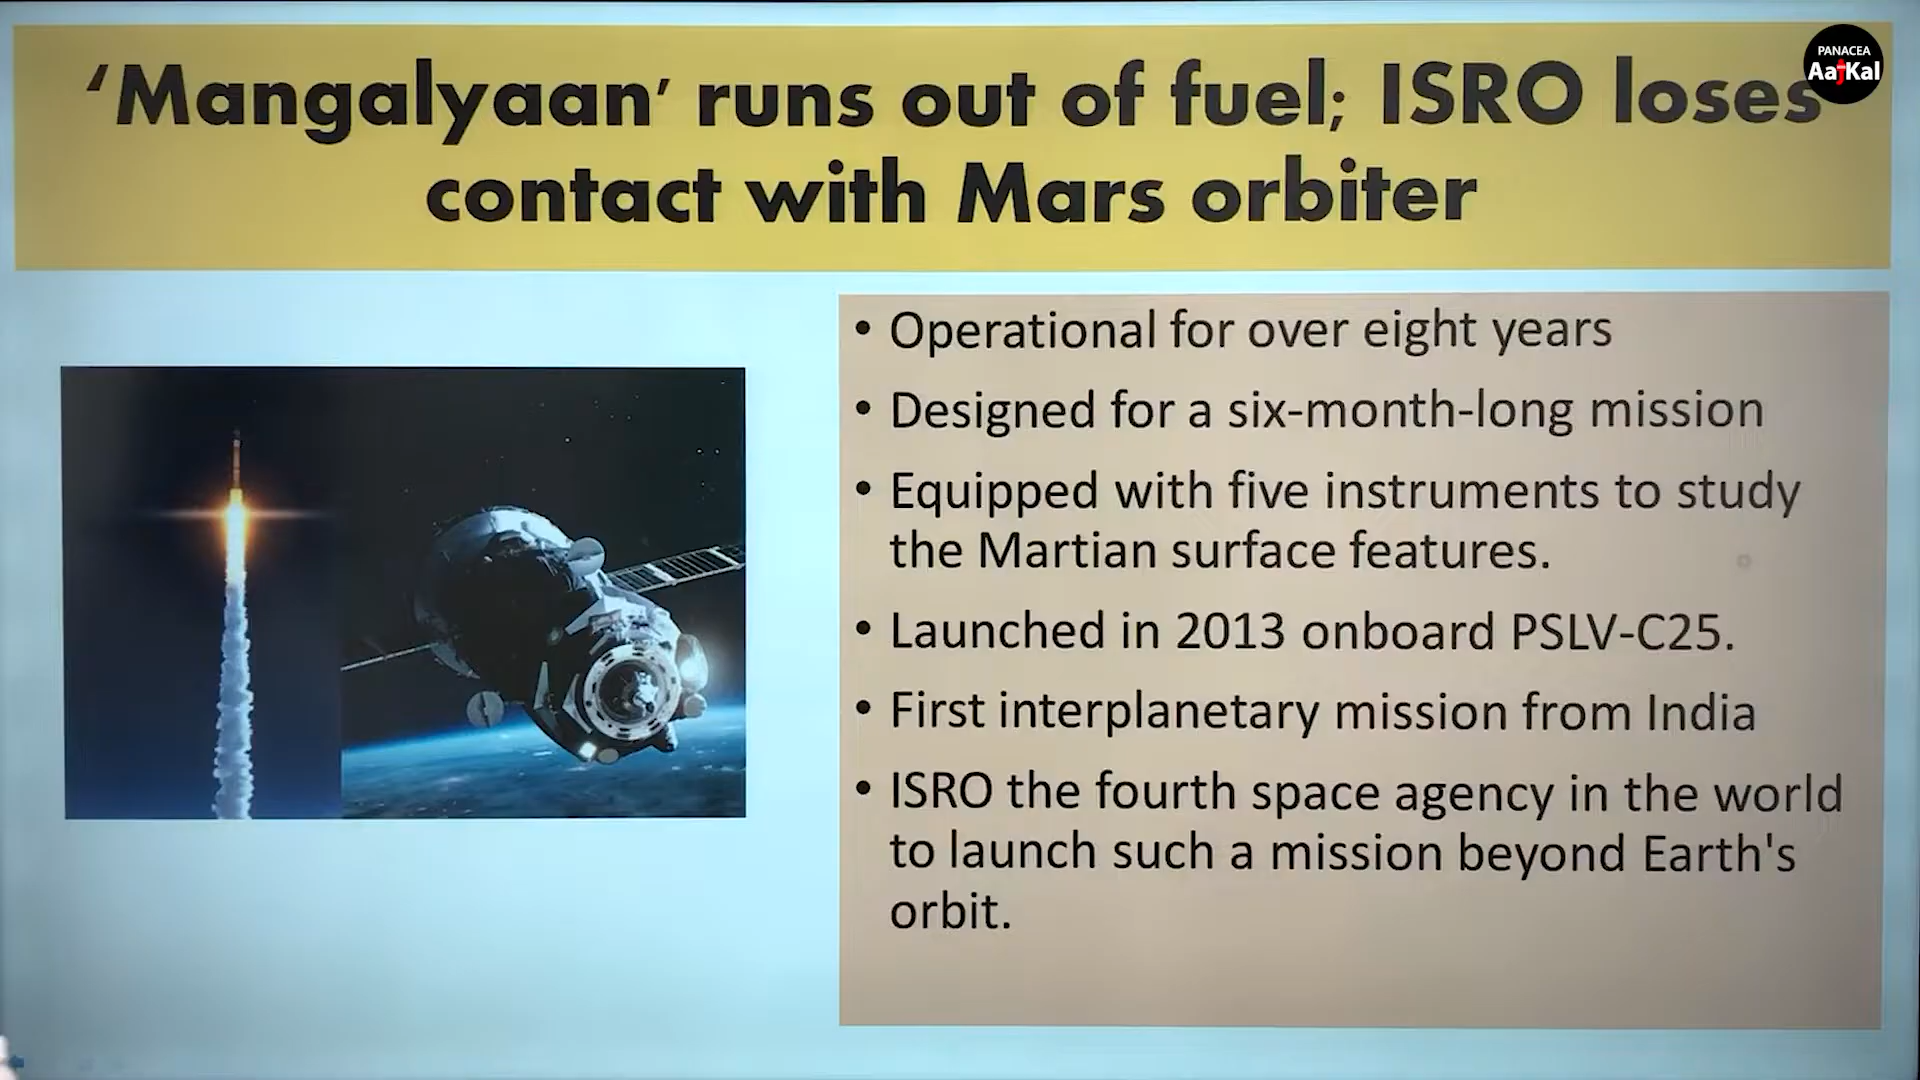 PANACEA
AajKal
‘Mangalyaan’ runs out of fuel; ISRO loses
contact with Mars orbiter
• Operational for over eight years
• Designed for a six-month-long mission
• Equipped with five instruments to study
the Martian surface features.
• Launched in 2013 onboard PSLV-C25.
• First interplanetary mission from India
• ISRO the fourth space agency in the world
to launch such a mission beyond Earth's
orbit.